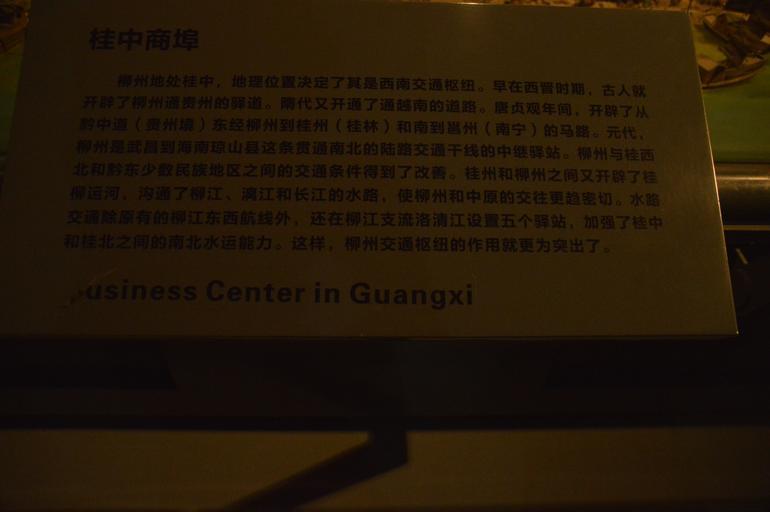 桂中商埠
柳州地处桂中，地理位置决定了其是西南交通枢纽。早在西晋时期，古人就
开辟了柳州通贵州的驿道。隋代又开通了通越南的道路。唐贞观年间，开辟了从
黔中道（贵州境）东经柳州到桂州（桂林）和南到邕州（南宁）的马路。元代，
柳州是武昌到海南琼山县这条贯通南北的陆路交通干线的中继驿站。柳州与桂西
北和黔东少数民族地区之间的交通条件得到了改善。桂州和柳州之间又开辟了桂
柳运河，沟通了柳江、漓江和长江的水路，使柳州和中原的交往更趋密切。水路
交通除原有的柳江东西航线外，还在柳江支流洛清江设置五个驿站，加强了桂中
和桂北之间的南北水运能力。这样，柳州交通枢纽的作用就更为突出了。
usiness Center in Guangxi